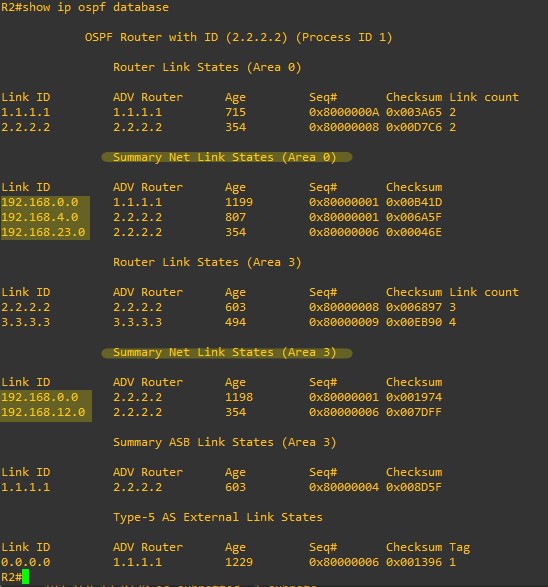 R2#show ip ospf database
OSPF Router with ID (2.2.2.2) (Process ID 1)
Router Link States (Area 0)
Link ID ADV Router Age Seq# Checksum Link count
1.1.1.1 1.1.1.1 715 0x8000000A 0x003A65 2
2.2.2.2 2.2.2.2 354 0x80000008 0x00D7C6 2
Summary Net Link States (Area 0)
Link ID ADV Router Age Seq# Checksum
192.168.0.0 1.1.1.1 1199 0x80000001 0x00B41D
192.168.4.0 2.2.2.2 807 0x80000001 0x006A5F
192.168.23.0 2.2.2.2 354 0x80000006 0x00046E
Router Link States (Area 3)
Link ID ADV Router Age Seq# Checksum Link count
2.2.2.2 2.2.2.2 603 0x80000008 0x006897 3
3.3.3.3 3.3.3.3 494 0x80000009 0x00EB90 4
Summary Net Link States (Area 3)
Link ID ADV Router Age Seq# Checksum
192.168.0.0 2.2.2.2 1198 0x80000001 0x001974
192.168.12.0 2.2.2.2 354 0x80000006 0x007DFF
Summary ASB Link States (Area 3)
Link ID ADV Router Age Seq# Checksum
1.1.1.1 2.2.2.2 603 0x80000004 0x008D5F
Type-5 AS External Link States
Link ID ADV Router Age Seq# Checksum Tag
0.0.0.0 1.1.1.1 1229 0x80000006 0x001396 1
R2#